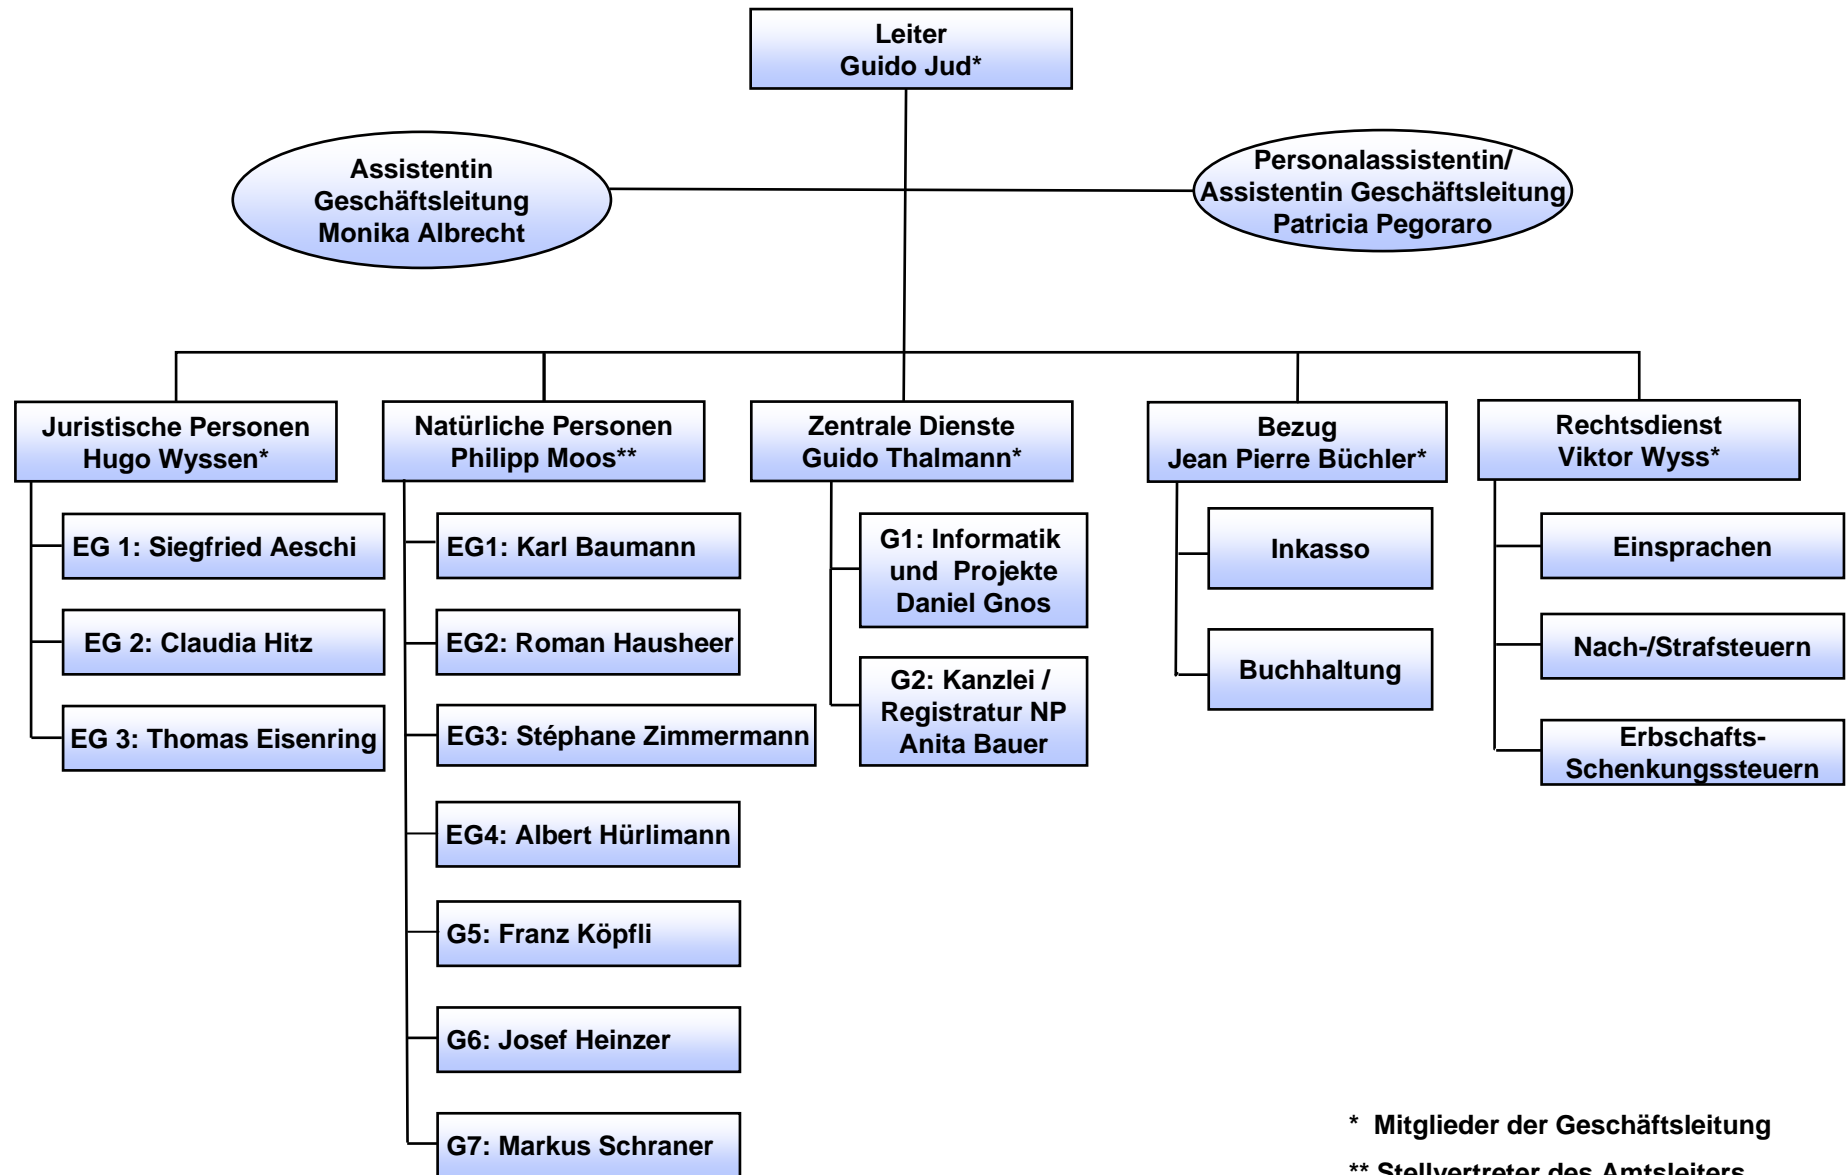 Leiter
Guido Jud*
Assistentin
Geschäftsleitung
Monika Albrecht
Personalassistentin/
Assistentin Geschäftsleitung
Patricia Pegoraro
Juristische Personen
Hugo Wyssen*
EG 1: Siegfried Aeschi
EG 2: Claudia Hitz
EG 3: Thomas Eisenring
Natürliche Personen
Philipp Moos**
EG1: Karl Baumann
EG2: Roman Hausheer
EG3: Stéphane Zimmermann
EG4: Albert Hürlimann
G5: Franz Köpfli
G6: Josef Heinzer
G7: Markus Schraner
Zentrale Dienste
Guido Thalmann*
G1: Informatik
und Projekte
Daniel Gnos
G2: Kanzlei /
Registratur NP
Anita Bauer
Bezug
Jean Pierre Büchler*
Inkasso
Buchhaltung
Rechtsdienst
Viktor Wyss*
Einsprachen
Nach-/Strafsteuern
Erbschafts-
Schenkungssteuern
* Mitglieder der Geschäftsleitung
** Stellvertreter des Amtsleiters